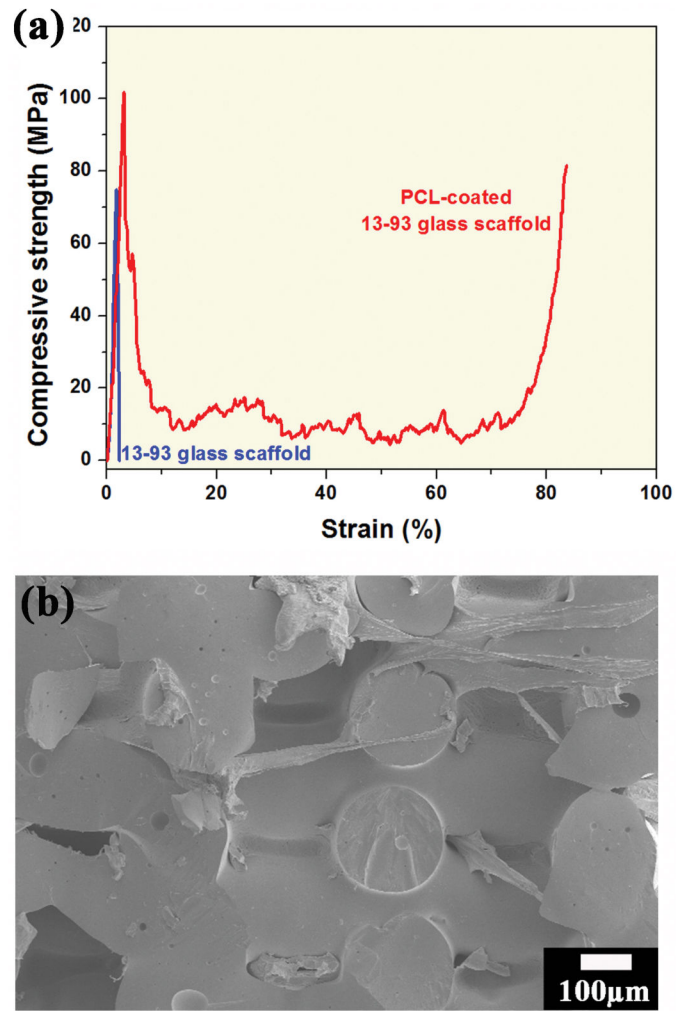 (a)
20
100
80
60
40
20
0
Compressive strength (MPa)
PCL-coated
13-93 glass scaffold
13-93 glass scaffold
0
20
40
60
80
100
Strain (%)
(b)
100µm